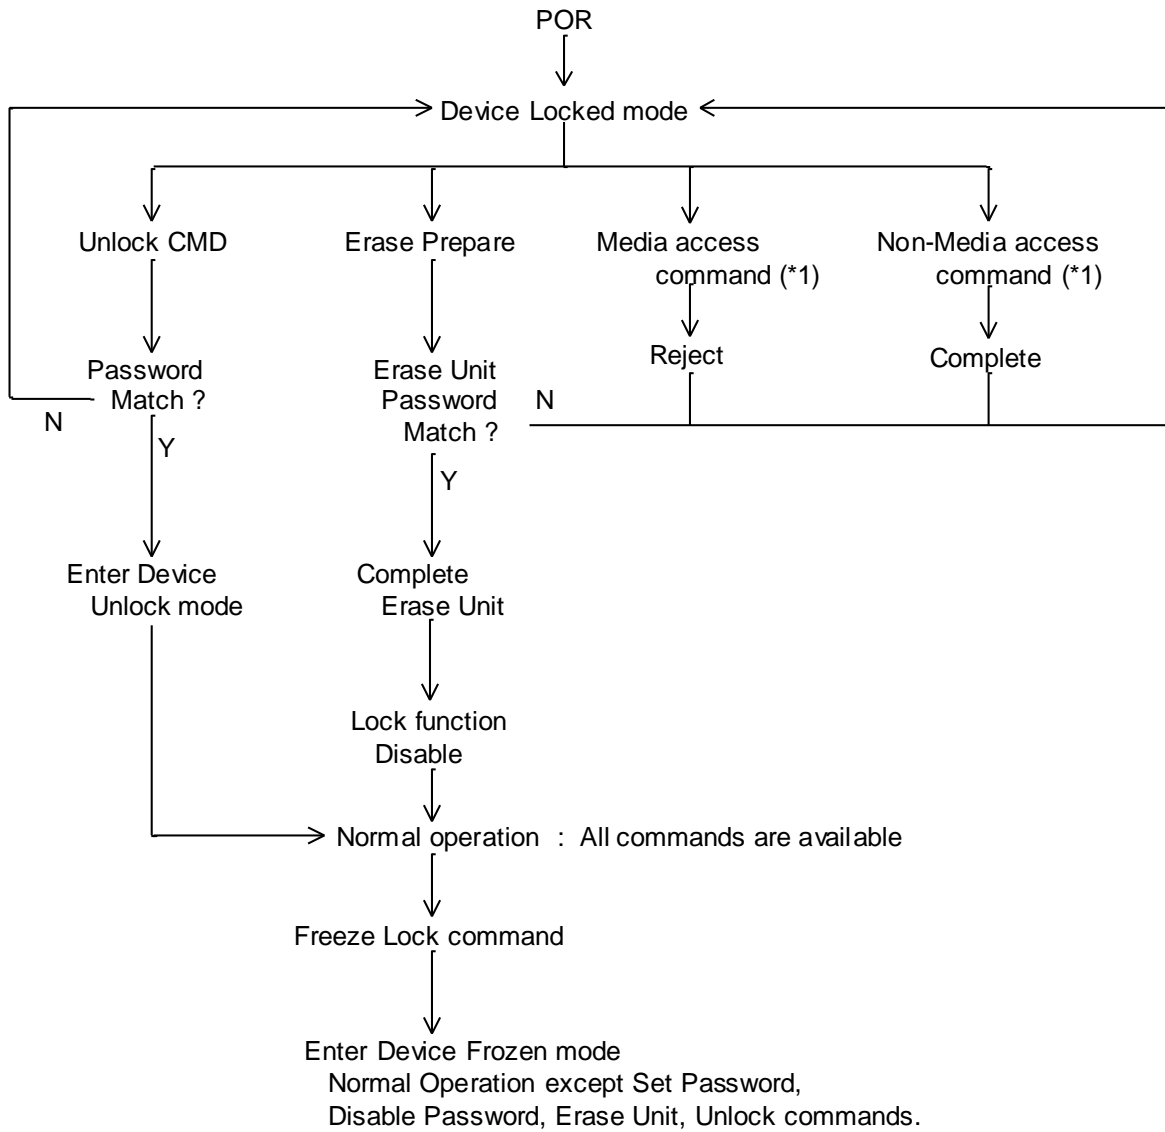 POR
Device Locked mode
Unlock CMD
Erase Prepare
Media access
command (*1)
Non-Media access
command (*1)
Password
Match ?
N
Y
Erase Unit
Password
Match ?
N
Y
Reject
Complete
Enter Device
Unlock mode
Complete
Erase Unit
Lock function
Disable
Normal operation : All commands are available
Freeze Lock command
Enter Device Frozen mode
Normal Operation except Set Password,
Disable Password, Erase Unit, Unlock commands.